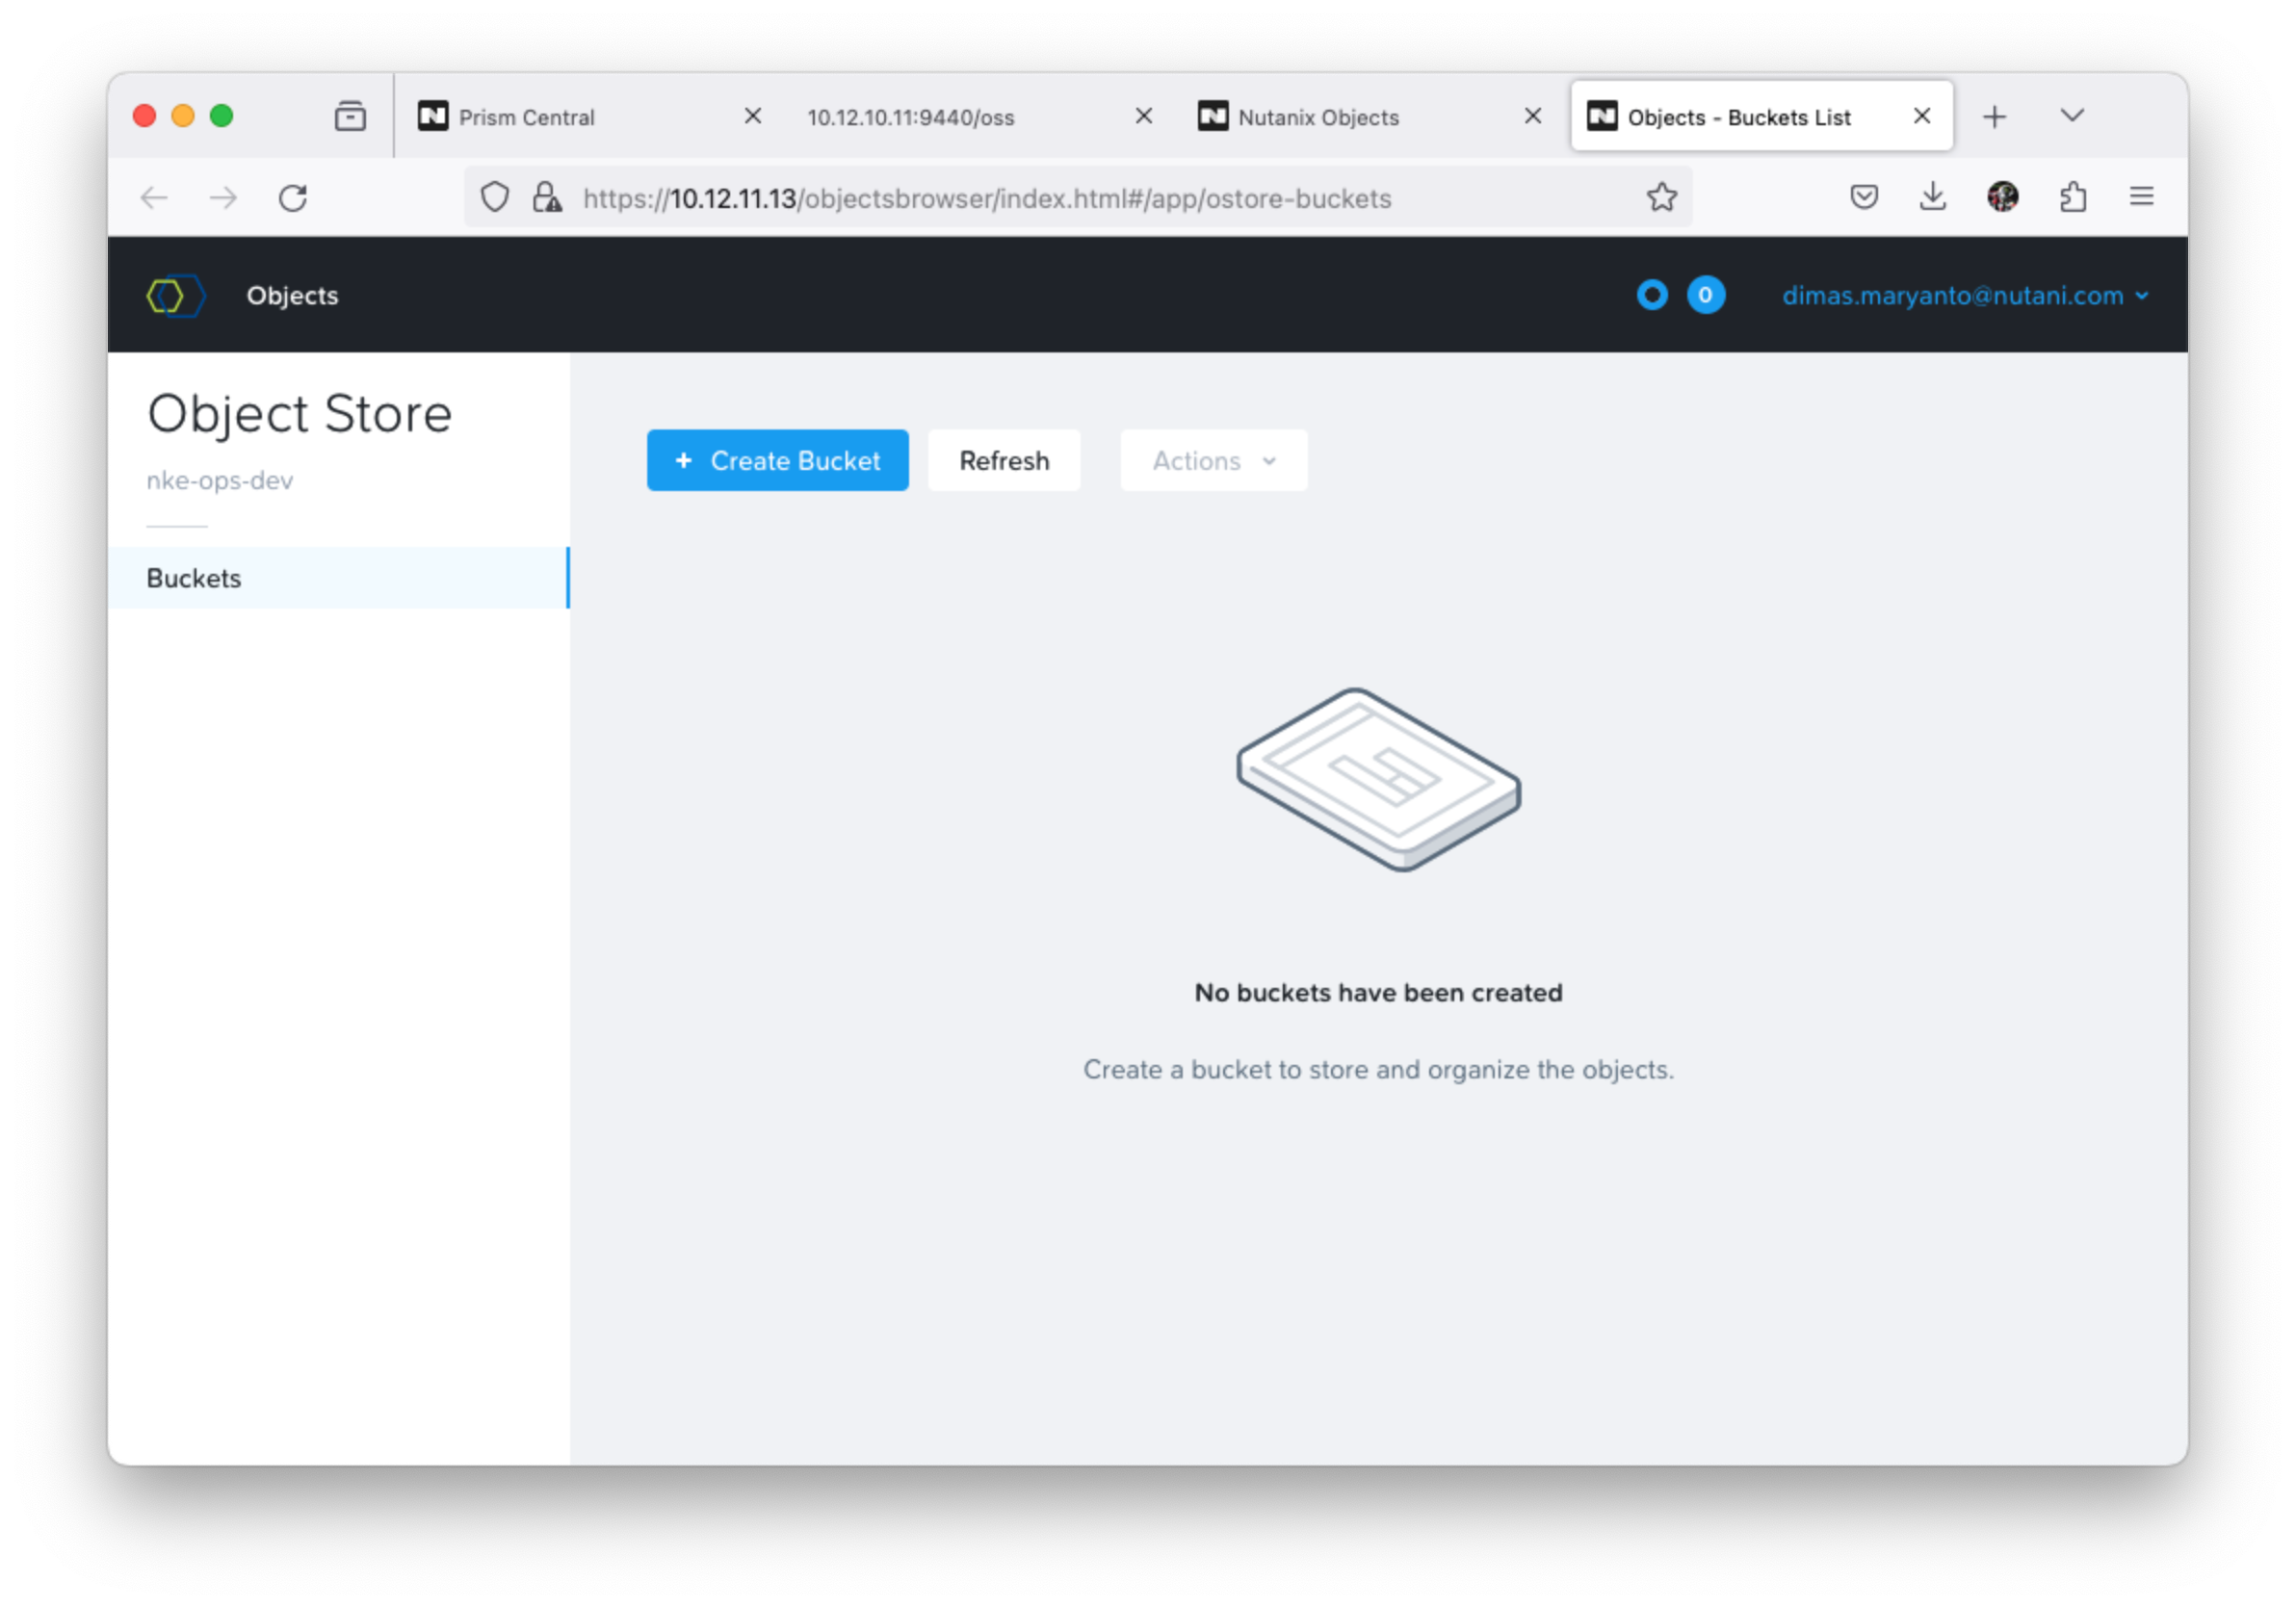 Prism Central
10.12.10.11:9440/oss
Nutanix Objects
Objects - Buckets List
https://10.12.11.13/objectsbrowser/index.html#/app/ostore-buckets
Objects
0
dimas.maryanto@nutani.com
Object Store
nke-ops-dev
Buckets
+ Create Bucket
Refresh
Actions
No buckets have been created
Create a bucket to store and organize the objects.